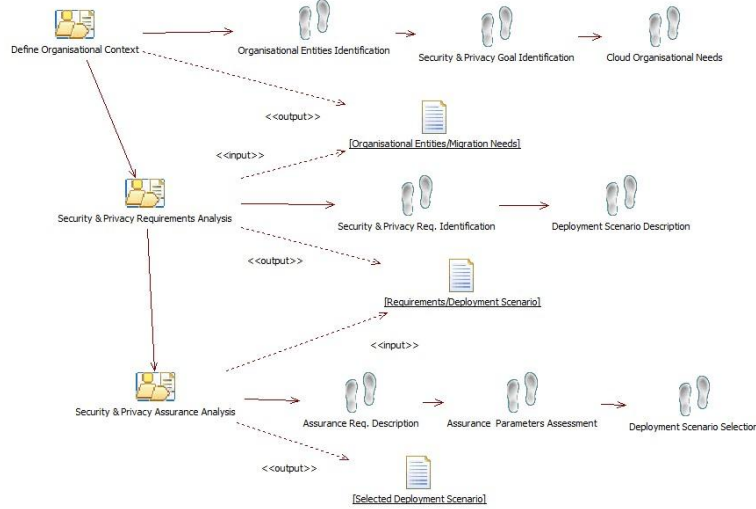 Define Organisational Context
Organisational Entities Identification
Security & Privacy Goal Identification
Cloud Organisational Needs
<<output>>
[Organisational Entities/Migration Needs]
<<input>>
Security & Privacy Requirements Analysis
Security & Privacy Req. Identification
Deployment Scenario Description
<<output>>
[Requirements/Deployment Scenario]
<<input>>
Security & Privacy Assurance Analysis
Assurance Req. Description
Assurance Parameters Assessment
Deployment Scenario Selection
<<output>>
[Selected Deployment Scenario]